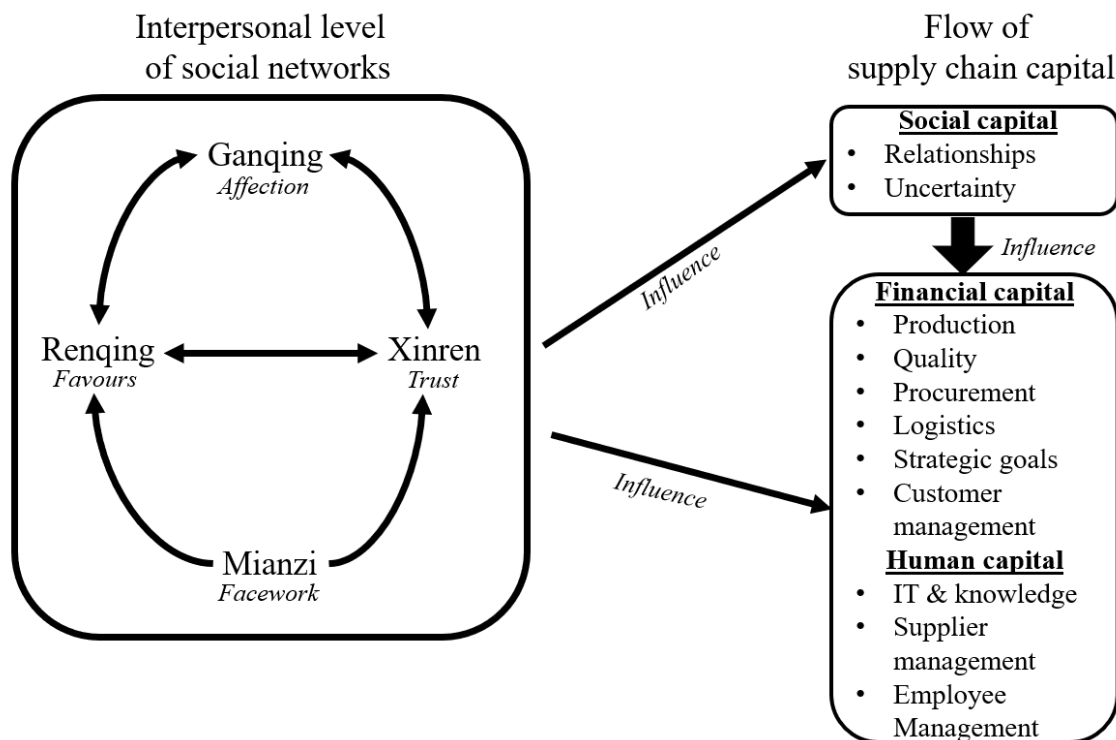 Interpersonal level
of social networks
Ganqing
Affection
Renqing
Favours
Xinren
Trust
Mianzi
Facework
Influence
Influence
Flow of
supply chain capital
Social capital
• Relationships
• Uncertainty
Influence
Financial capital
• Production
• Quality
• Procurement
• Logistics
• Strategic goals
• Customer
management
Human capital
• IT & knowledge
• Supplier
management
• Employee
Management